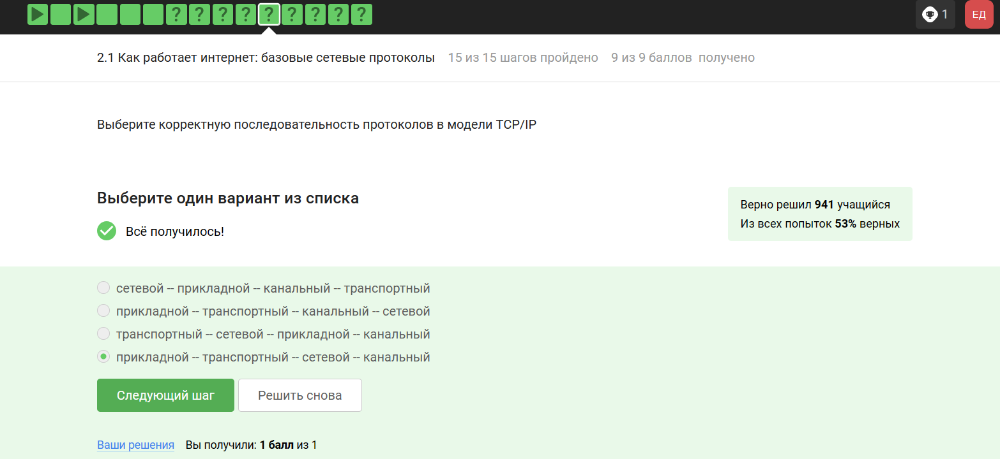 ? ? ? ? ? ? ? ? ?
1
ЕД
2.1 Как работает интернет: базовые сетевые протоколы 15 из 15 шагов пройдено 9 из 9 баллов получено
Выберите корректную последовательность протоколов в модели TCP/IP
Выберите один вариант из списка
Всё получилось!
Верно решил 941 учащийся
Из всех попыток 53% верных
сетевой -- прикладной -- канальный -- транспортный
прикладной -- транспортный -- канальный -- сетевой
транспортный -- сетевой -- прикладной -- канальный
прикладной -- транспортный -- сетевой -- канальный
Следующий шаг Решить снова
Ваши решения Вы получили: 1 балл из 1